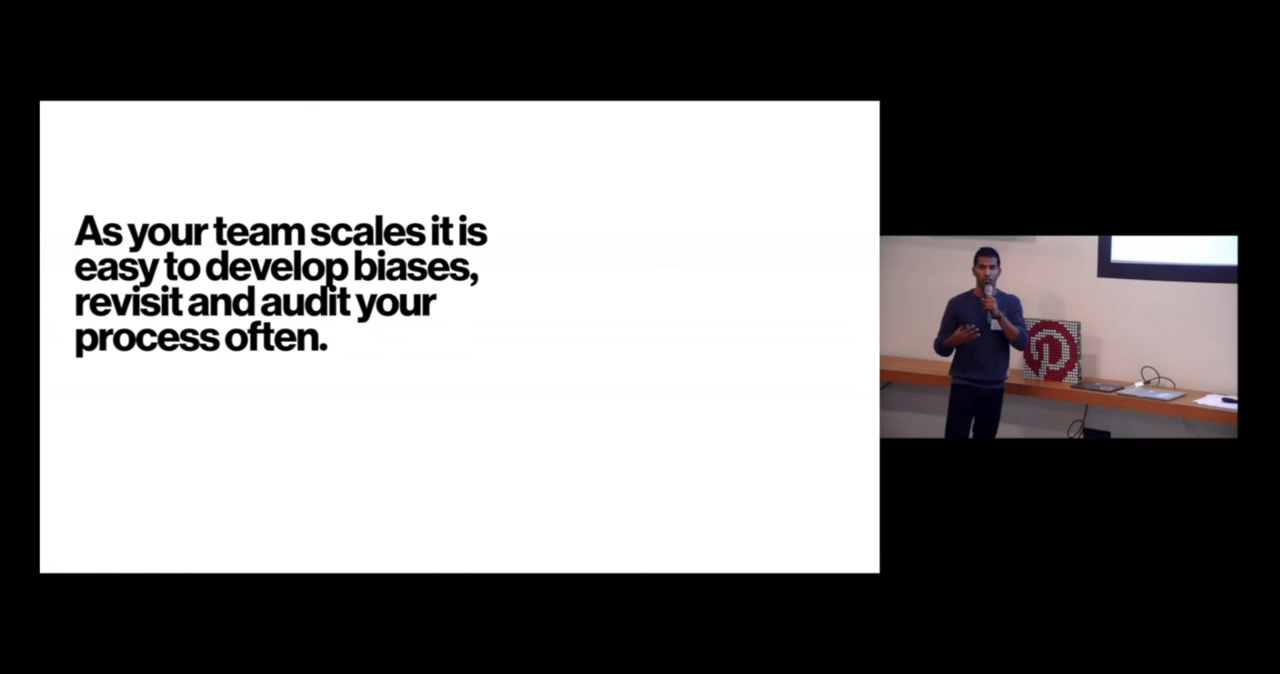 As your team scales it is
easy to develop biases,
revisit and audit your
process often.